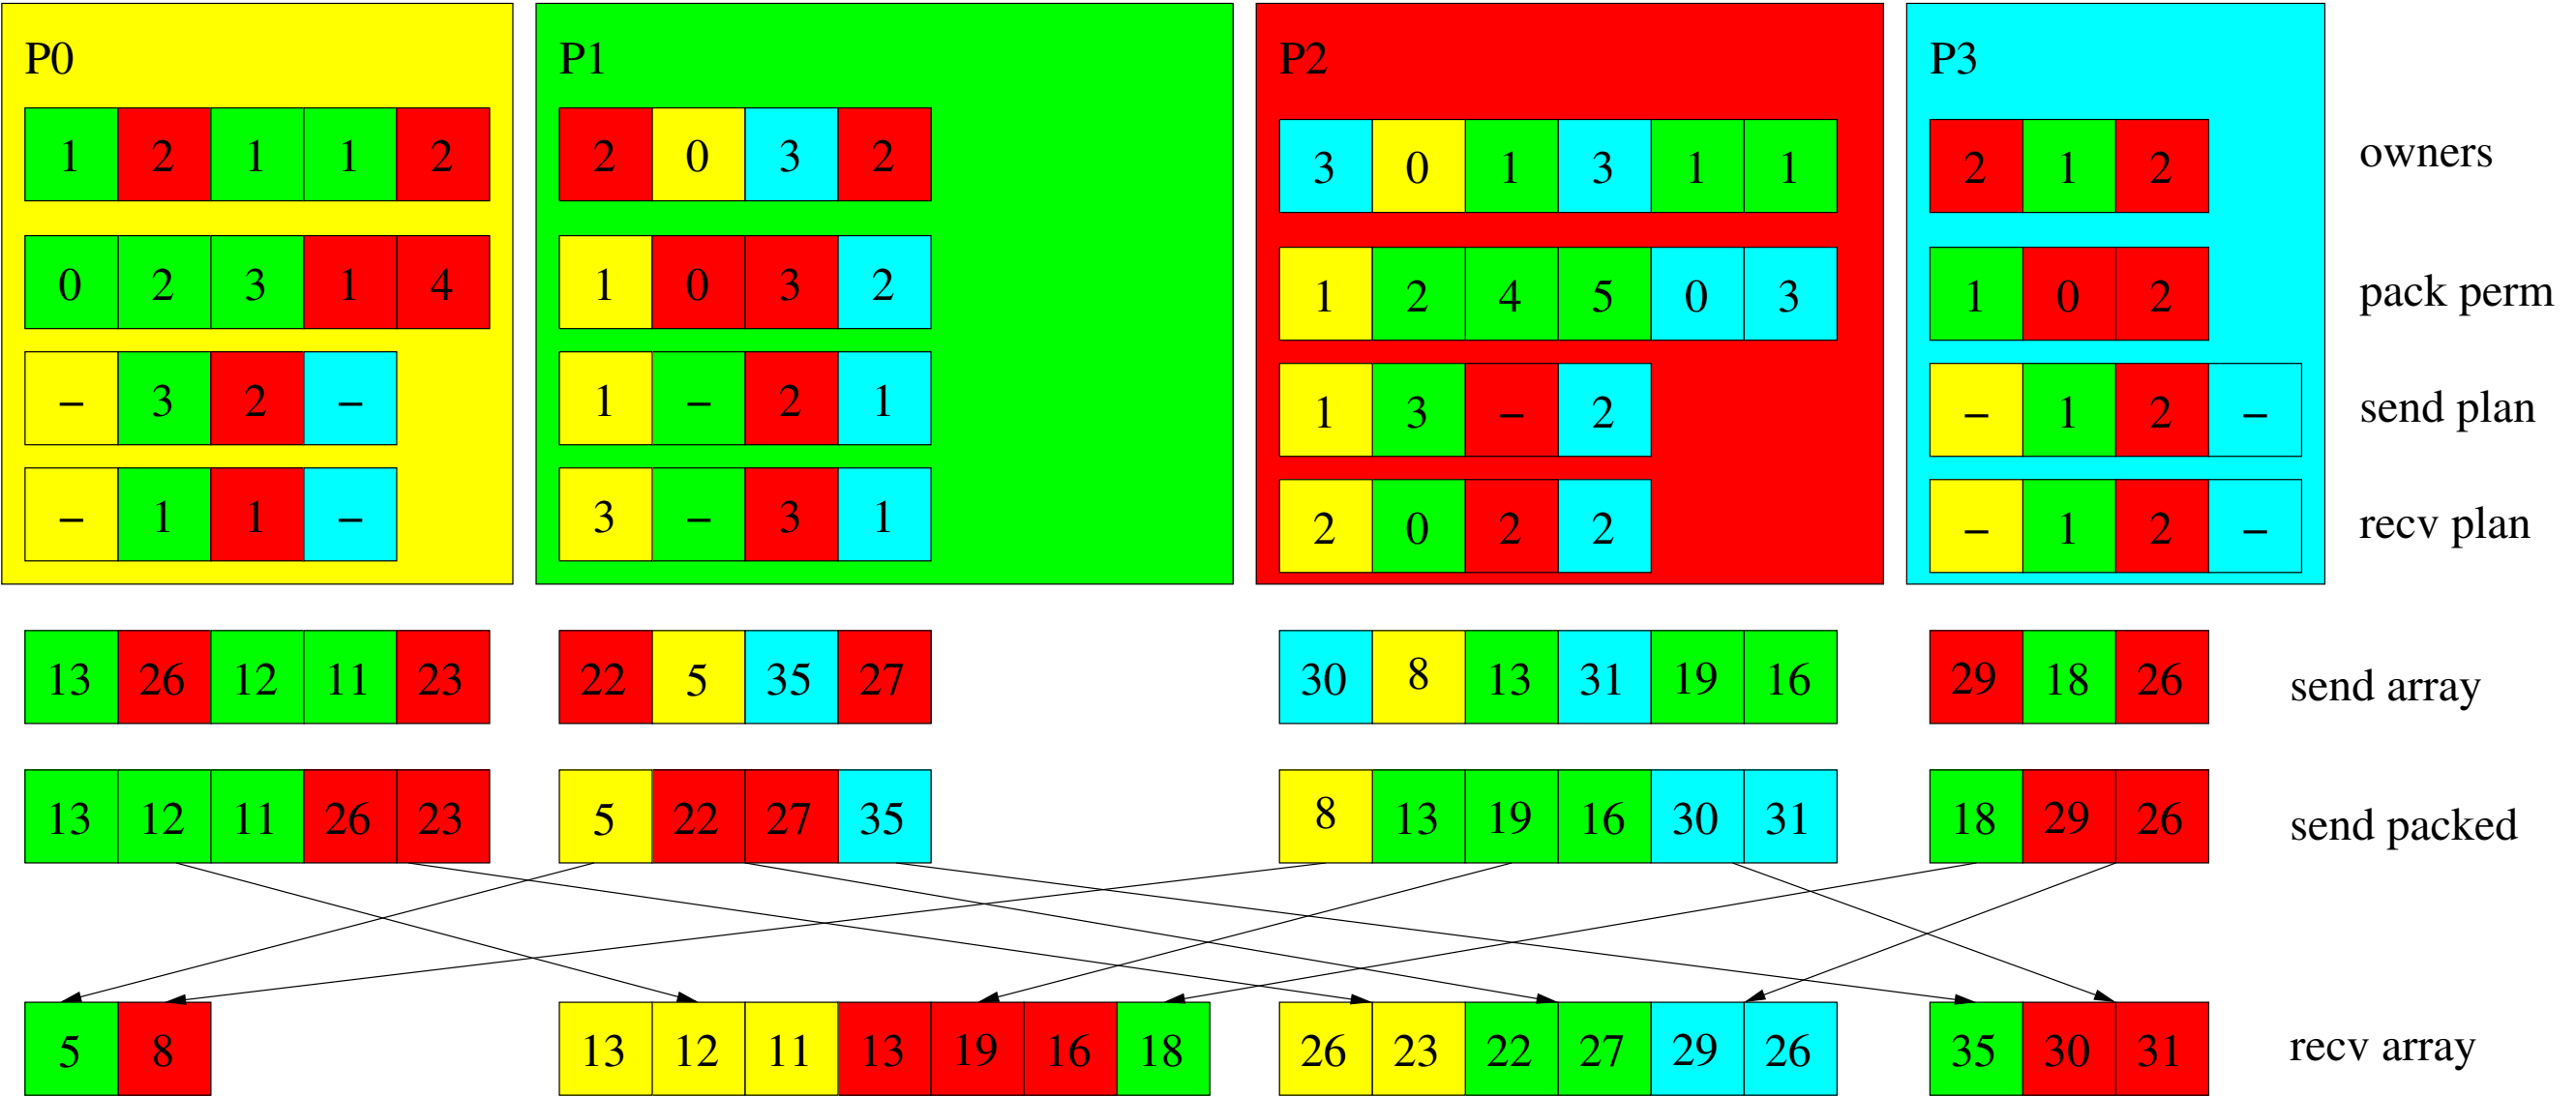 P0 P1 P2 P3
1 2 1 1 2 2 0 3 2 3 0 1 3 1 1 2 1 2 owners
0 2 3 1 4 1 0 3 2 1 2 4 5 0 3 1 0 2 pack perm
– 3 2 – 1 – 2 1 1 3 – 2 – 1 2 – send plan
– 1 1 – 3 – 3 1 2 0 2 2 – 1 2 – recv plan
13 26 12 11 23 22 5 35 27 30 8 13 31 19 16 29 18 26 send array
13 12 11 26 23 5 22 27 35 8 13 19 16 30 31 18 29 26 send packed
5 8 13 12 11 13 19 16 18 26 23 22 27 29 26 35 30 31 recv array